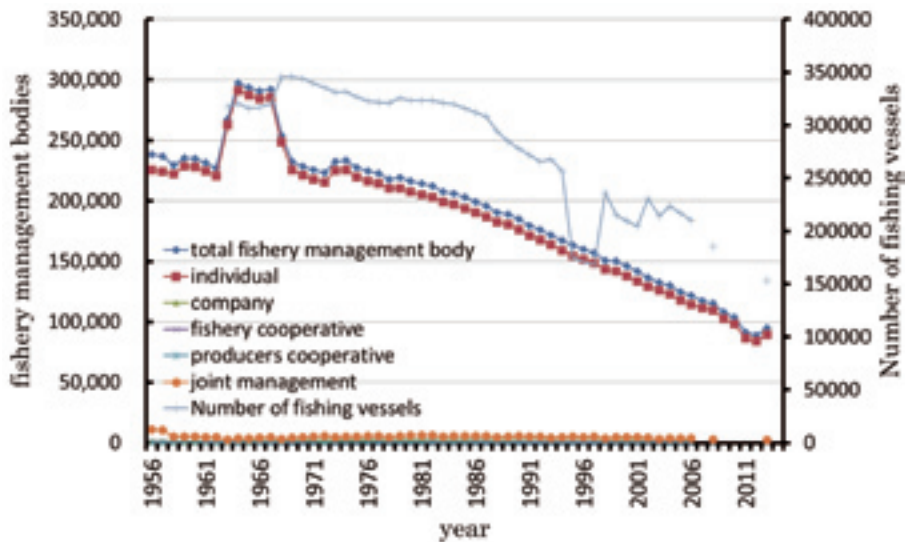 fishery management bodies
350,000
300,000
250,000
200,000
150,000
100,000
50,000
0
total fishery management body
individual
company
fishery cooperative
producers cooperative
joint management
Number of fishing vessels
400000
350000
300000
250000
200000
150000
100000
50000
0
Number of fishing vessels
1956
1961
1966
1971
1976
1981
1986
1991
1996
2001
2006
2011
year